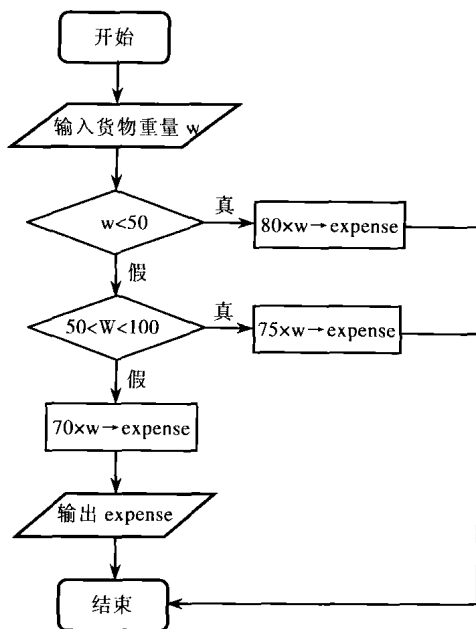 开始
输入货物重量 w
w<50
真
80×w→expense
假
50<W<100
真
75×w→expense
假
70×w→expense
输出 expense
结束